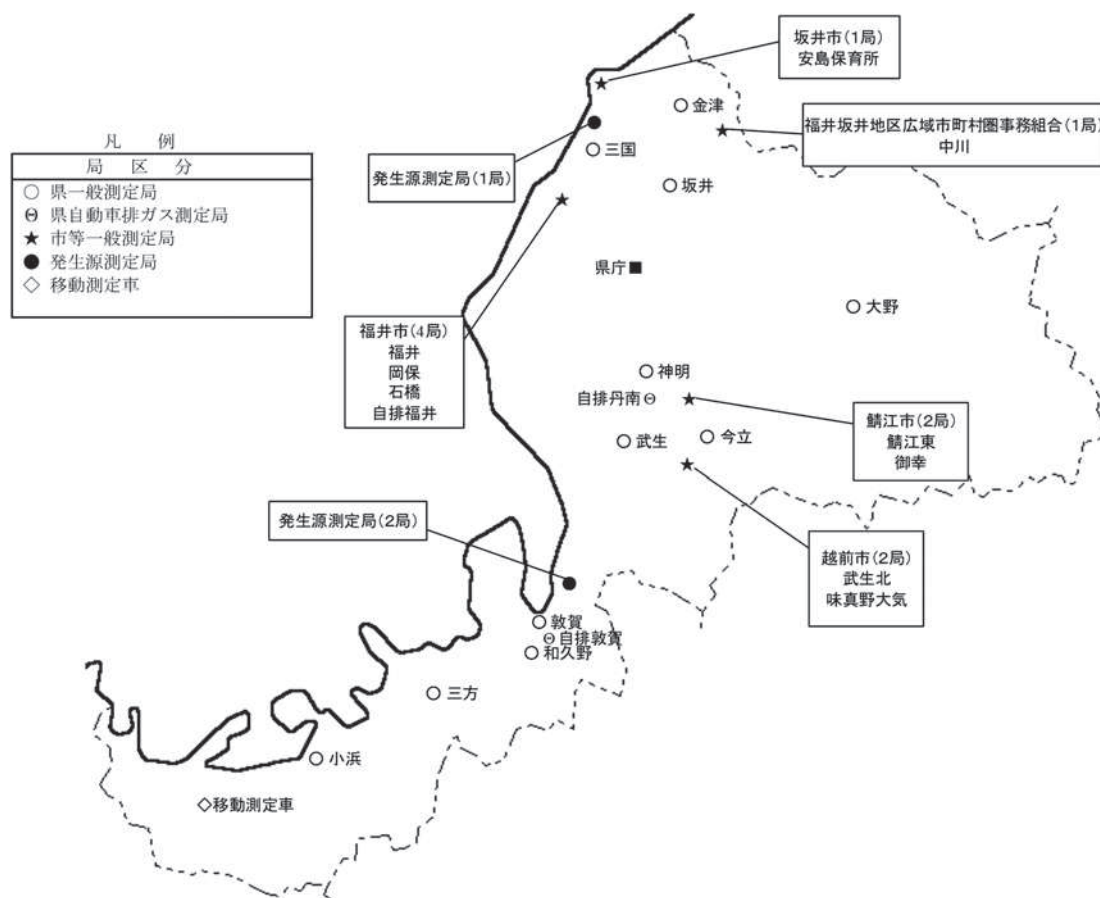 坂井市(1局)
安島保育所
金津
福井坂井地区広域市町村圏事務組合(1局)
中川
凡 例
局 区 分
○ 県一般測定局
Θ 県自動車排ガス測定局
★ 市等一般測定局
● 発生源測定局
◇ 移動測定車
発生源測定局(1局)
三国
坂井
県庁■
大野
福井市(4局)
福井
岡保
石橋
自排福井
神明
自排丹南
鯖江市(2局)
鯖江東
御幸
武生
今立
発生源測定局(2局)
越前市(2局)
武生北
味真野大気
敦賀
自排敦賀
和久野
三方
小浜
◇移動測定車